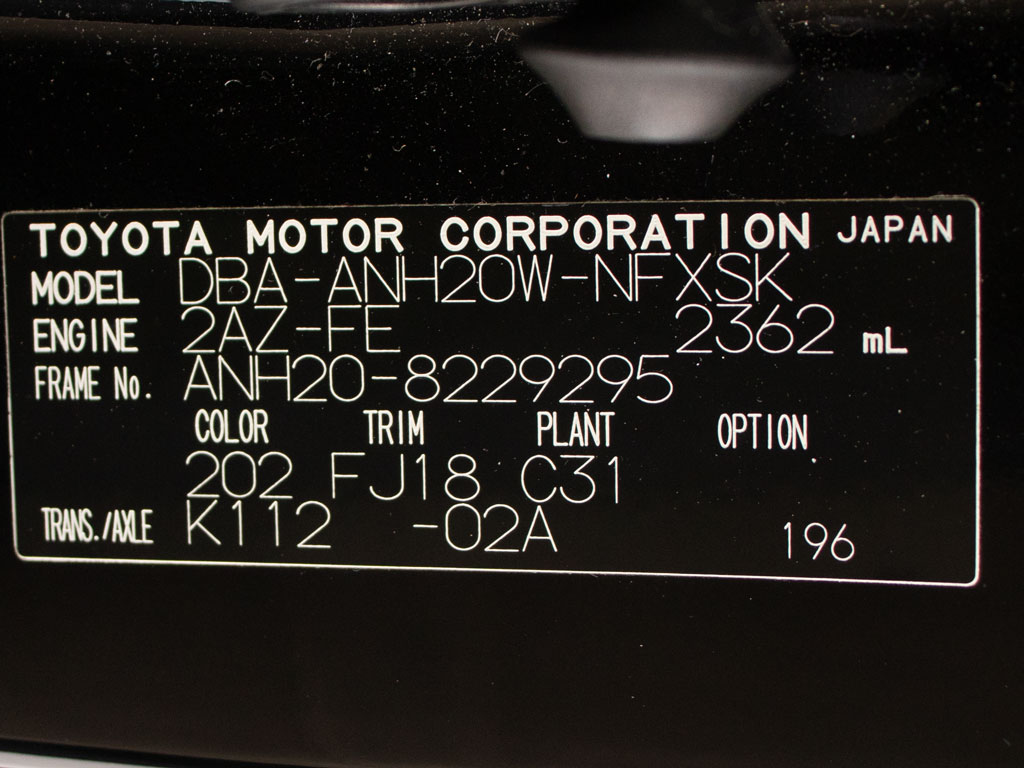 TOYOTA MOTOR CORPORATION JAPAN
MODEL DBA-ANH20W-NFXSK
ENGINE 2AZ-FE 2362 mL
FRAME No. ANH20-8229295
COLOR TRIM PLANT OPTION
202 FJ18 C31
TRANS./AXLE K112 -02A 196